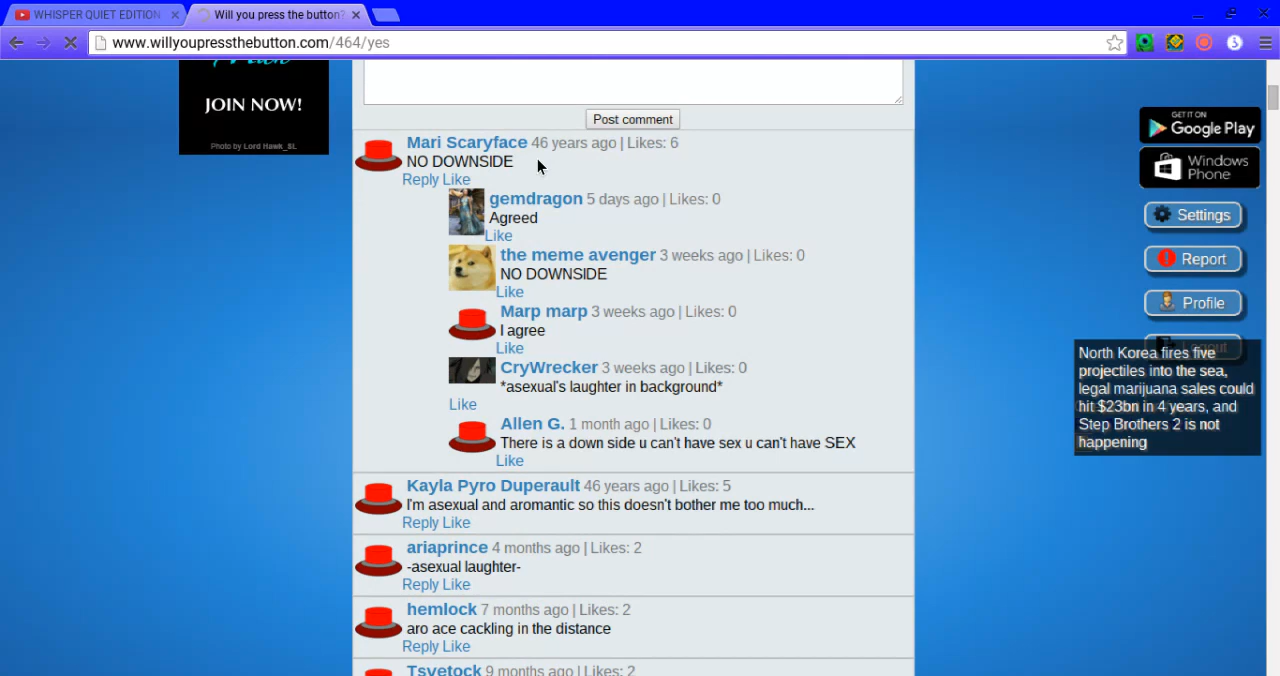 WHISPER QUIET EDITION
Will you press the button?
www.willyoupressthebutton.com/464/yes
JOIN NOW!
Photo by Lord Hawk_SL
Post comment
Mari Scaryface 46 years ago | Likes: 6
NO DOWNSIDE
Reply Like
gemdragon 5 days ago | Likes: 0
Agreed
Like
the meme avenger 3 weeks ago | Likes: 0
NO DOWNSIDE
Like
Marp marp 3 weeks ago | Likes: 0
I agree
Like
CryWrecker 3 weeks ago | Likes: 0
*asexual's laughter in background*
Like
Allen G. 1 month ago | Likes: 0
There is a down side u can't have sex u can't have SEX
Like
Kayla Pyro Duperault 46 years ago | Likes: 5
I'm asexual and aromantic so this doesn't bother me too much...
Reply Like
ariaprince 4 months ago | Likes: 2
-asexual laughter-
Reply Like
hemlock 7 months ago | Likes: 2
aro ace cackling in the distance
Reply Like
Tsvetock 9 months ago | Likes: 2
GET IT ON
Google Play
Windows
Phone
Settings
Report
Profile
Logout
North Korea fires five
projectiles into the sea,
legal marijuana sales could
hit $23bn in 4 years, and
Step Brothers 2 is not
happening